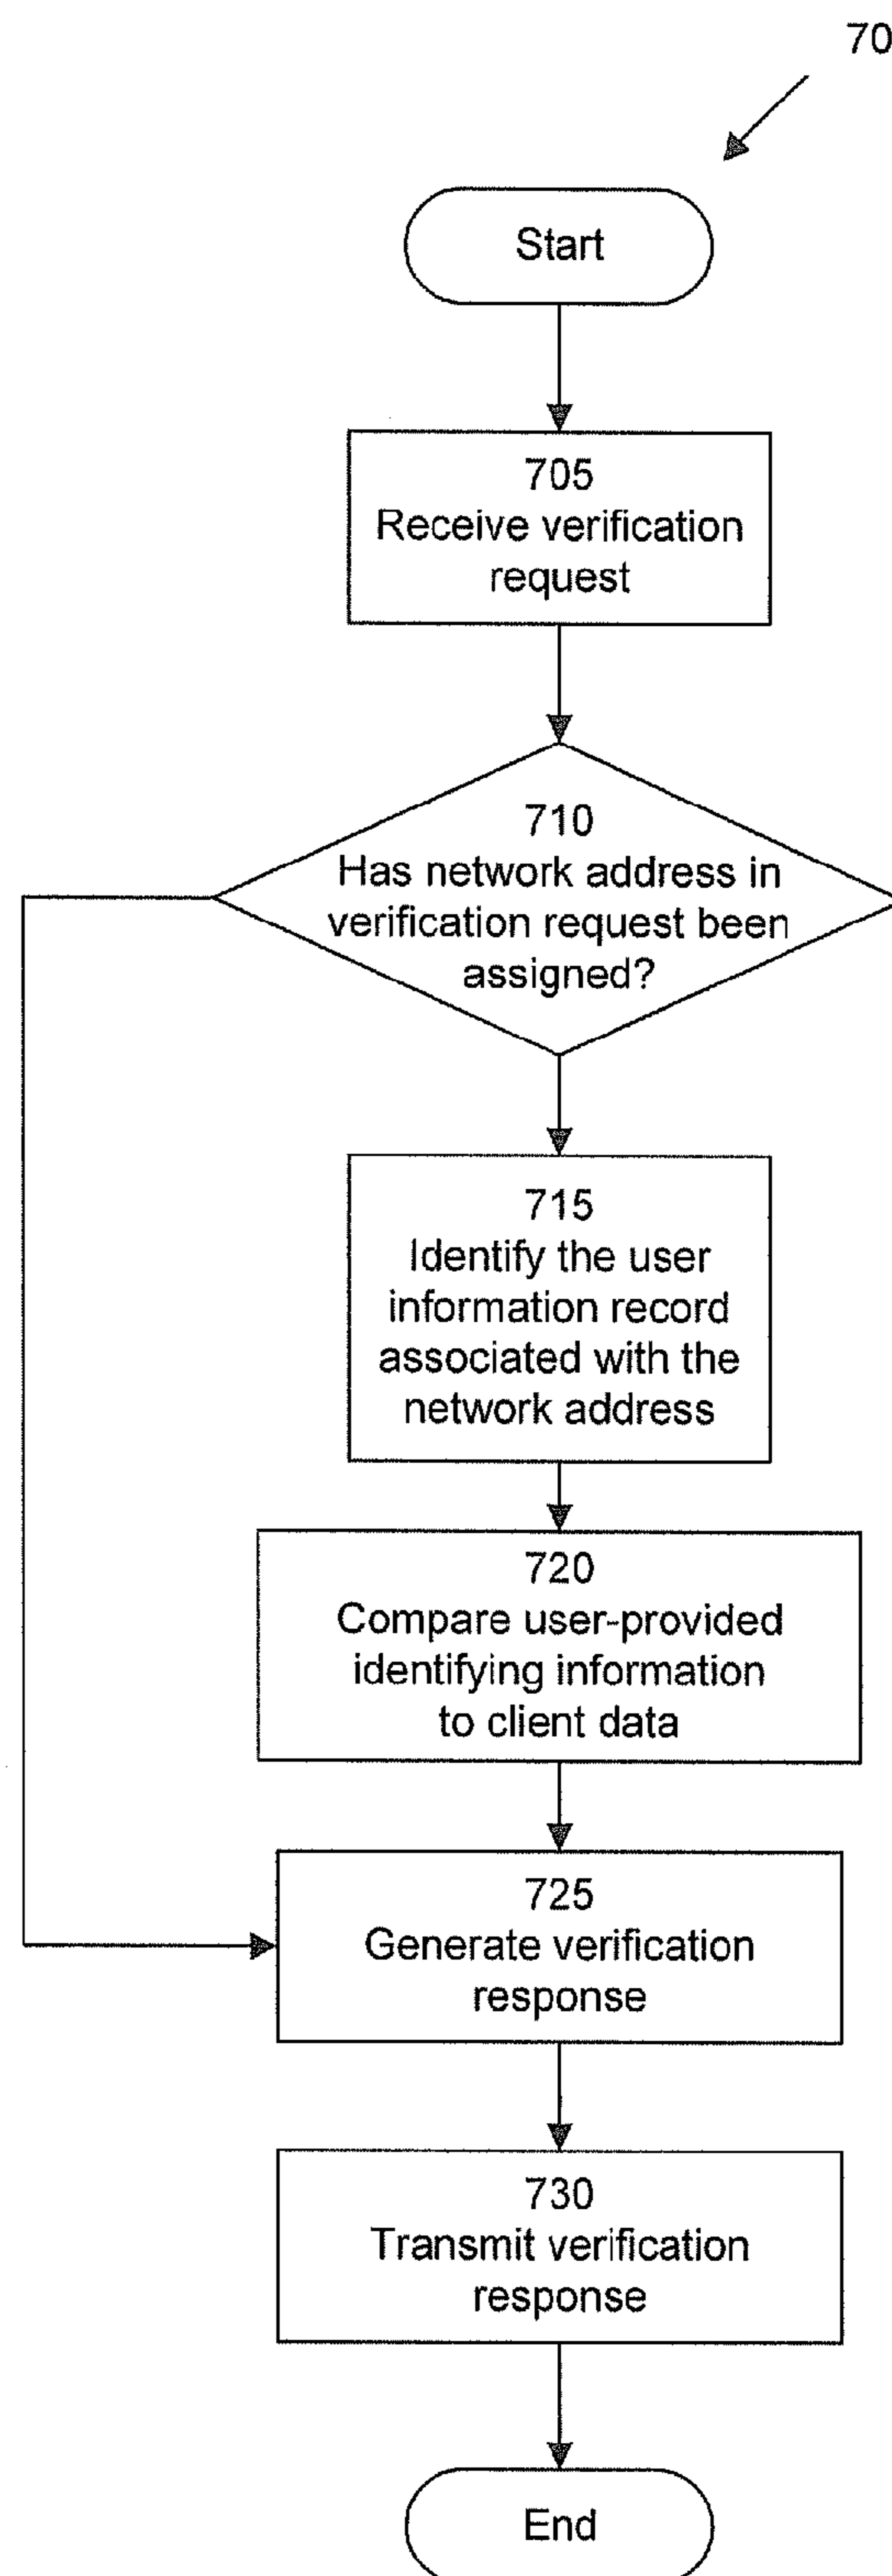 70
Start
705
Receive verification
request
710
Has network address in
verification request been
assigned?
715
Identify the user
information record
associated with the
network address
720
Compare user-provided
identifying information
to client data
725
Generate verification
response
730
Transmit verification
response
End